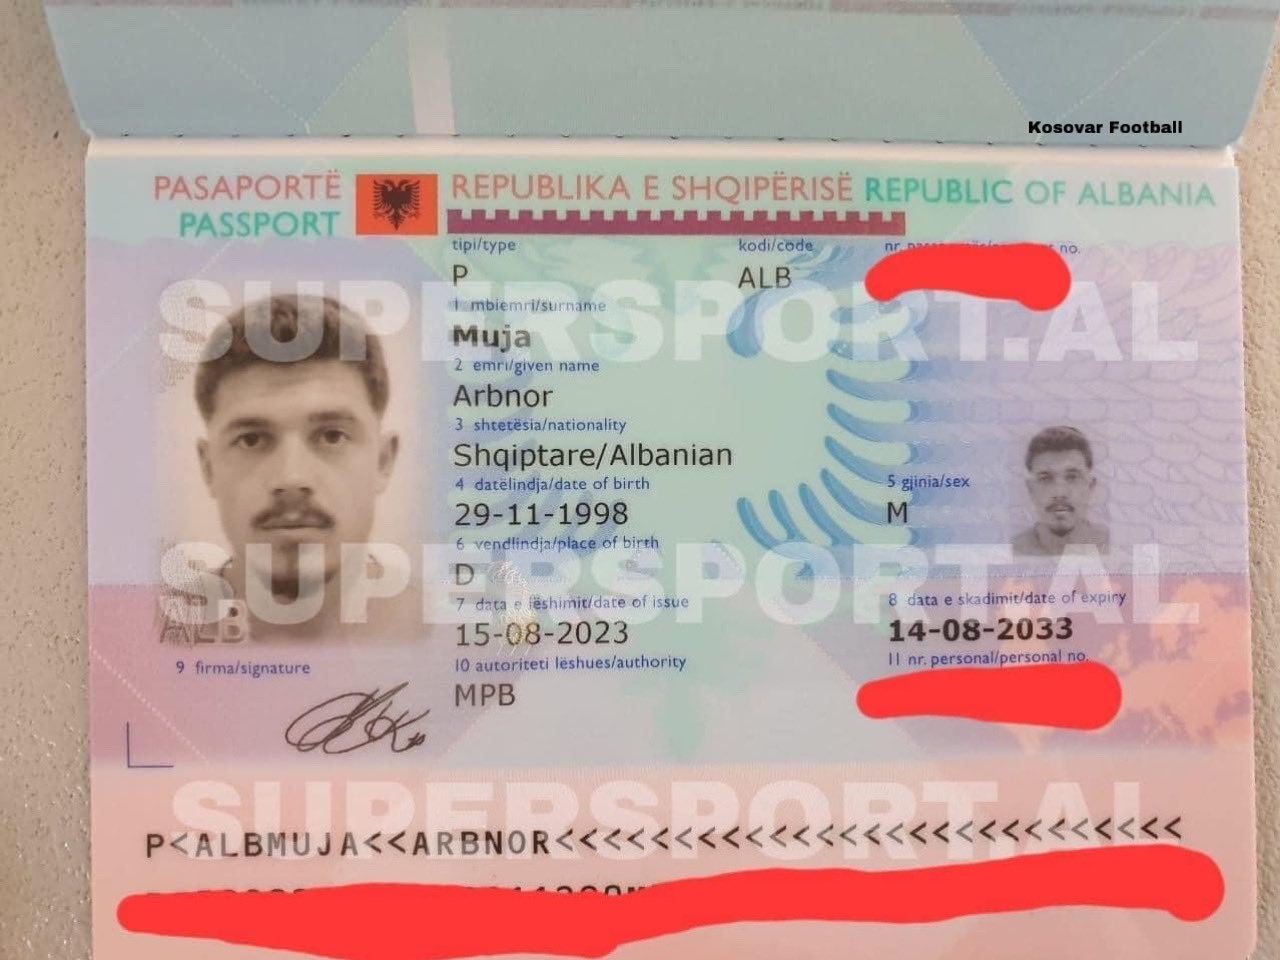 Kosovar Football
PASAPORTË REPUBLIKA E SHQIPËRISË REPUBLIC OF ALBANIA
PASSPORT
tipi/type kodi/code nr. no.
P ALB
SUPERSPORT.AL
1 mbiemri/surname
Muja
2 emri/given name
Arbnor
3 shtetësia/nationality
Shqiptare/Albanian
4 datëlindja/date of birth 5 gjinia/sex
29-11-1998 M
6 vendlindja/place of birth
D
SUPERSPORT.AL
7 data e lëshimit/date of issue 8 data e skadimit/date of expiry
15-08-2023 14-08-2033
ALB
9 firma/signature 10 autoriteti lëshues/authority 11 nr. personal/personal no.
MPB
SUPERSPORT.AL
P<ALBMUJA<<ARBNOR<<<<<<<<<<<<<<<<<<<<<<<<<<<